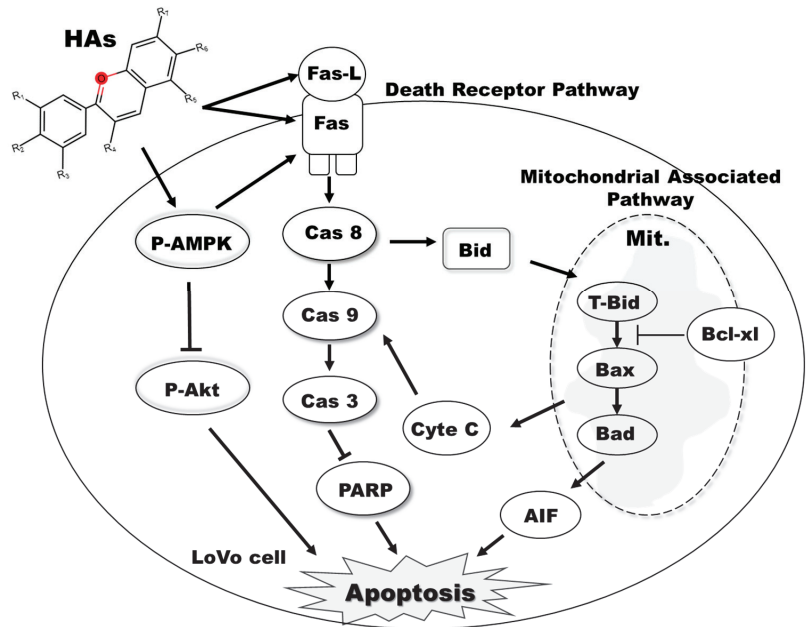 HAs
R₇
R₆
O
R₁
R₅
R₂
R₄
R₃
Fas-L
Fas
Death Receptor Pathway
Mitochondrial Associated
Pathway
Mit.
P-AMPK
Cas 8
Bid
T-Bid
Cas 9
Bcl-xl
Bax
P-Akt
Cas 3
Cyte C
Bad
PARP
AIF
LoVo cell
Apoptosis